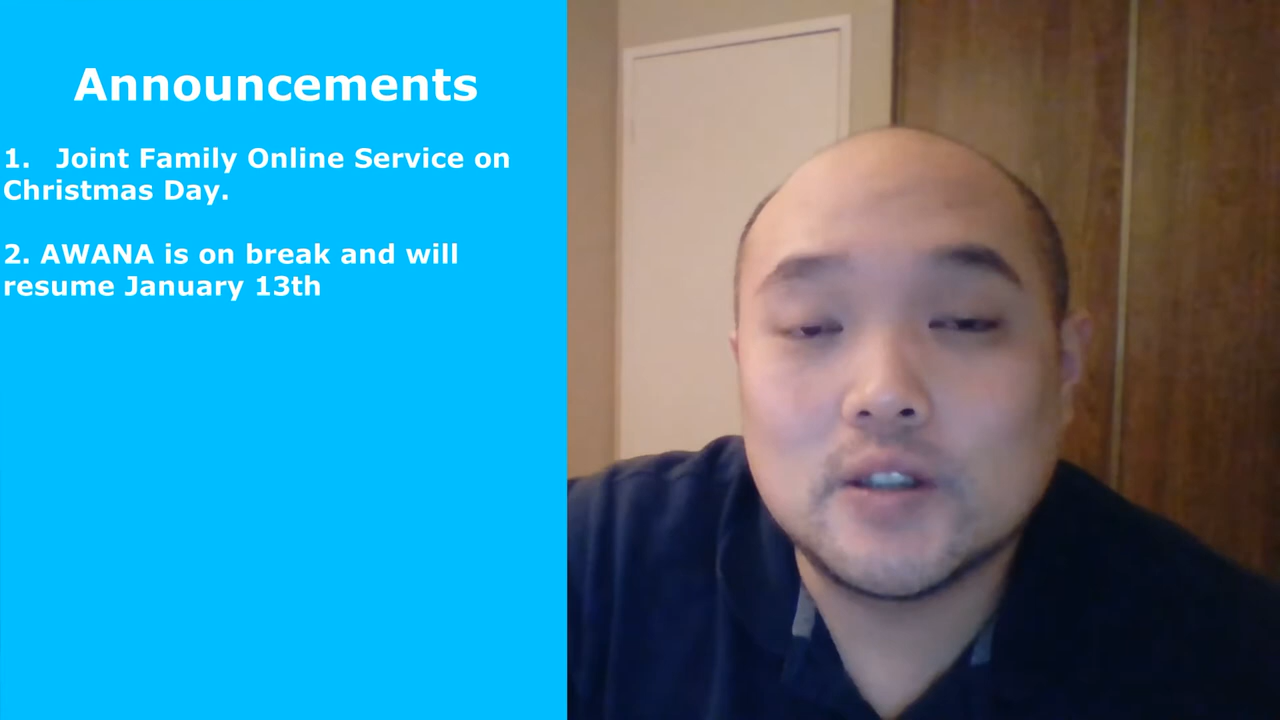 Announcements
1. Joint Family Online Service on
Christmas Day.
2. AWANA is on break and will
resume January 13th